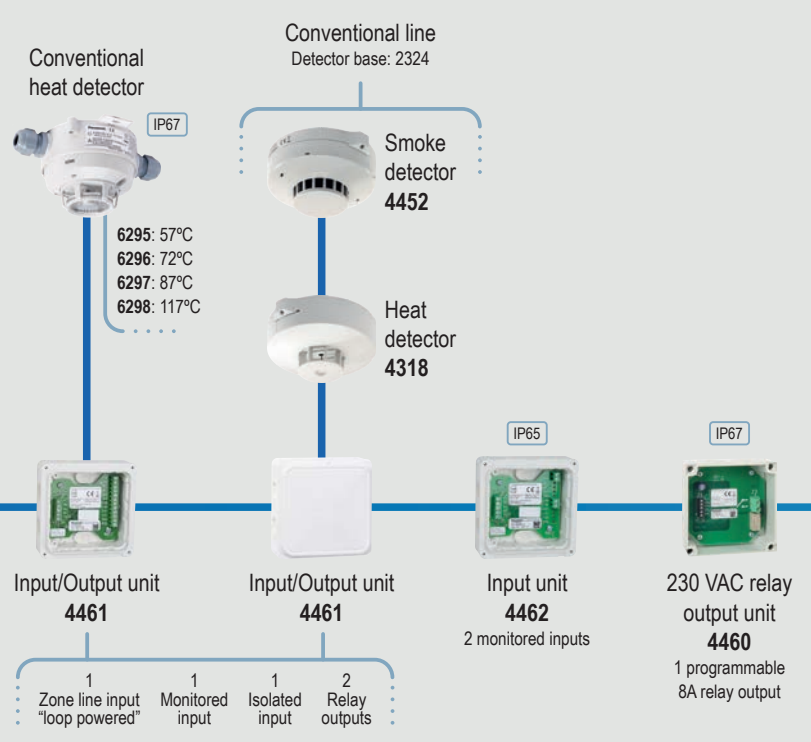 Conventional line
Detector base: 2324
Conventional
heat detector
IP67
Smoke
detector
4452
6295: 57ºC
6296: 72ºC
6297: 87ºC
6298: 117ºC
Heat
detector
4318
IP65
IP67
Input/Output unit
4461
Input/Output unit
4461
Input unit
4462
2 monitored inputs
230 VAC relay
output unit
4460
1 programmable
8A relay output
1
Zone line input
“loop powered”
1
Monitored
input
1
Isolated
input
2
Relay
outputs